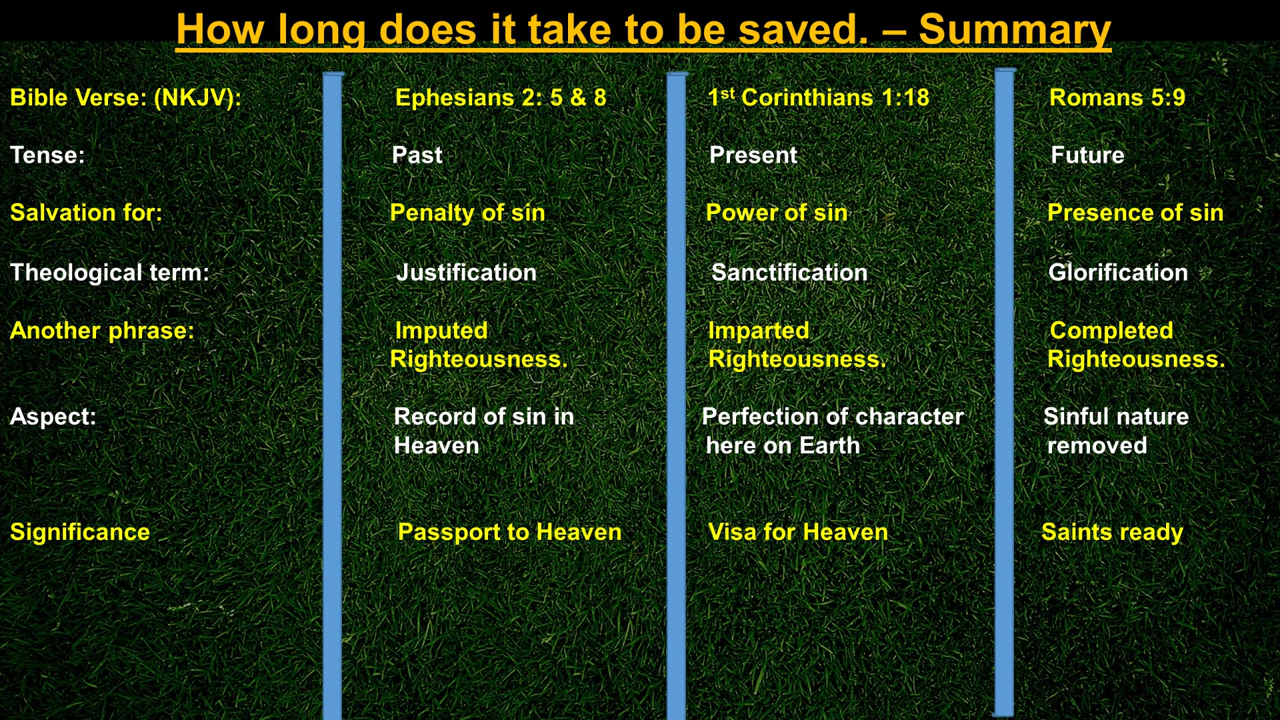 How long does it take to be saved. – Summary
Bible Verse: (NKJV): Ephesians 2: 5 & 8 1st Corinthians 1:18 Romans 5:9
Tense: Past Present Future
Salvation for: Penalty of sin Power of sin Presence of sin
Theological term: Justification Sanctification Glorification
Another phrase: Imputed Imparted Completed
Righteousness. Righteousness. Righteousness.
Aspect: Record of sin in Perfection of character Sinful nature
Heaven here on Earth removed
Significance Passport to Heaven Visa for Heaven Saints ready